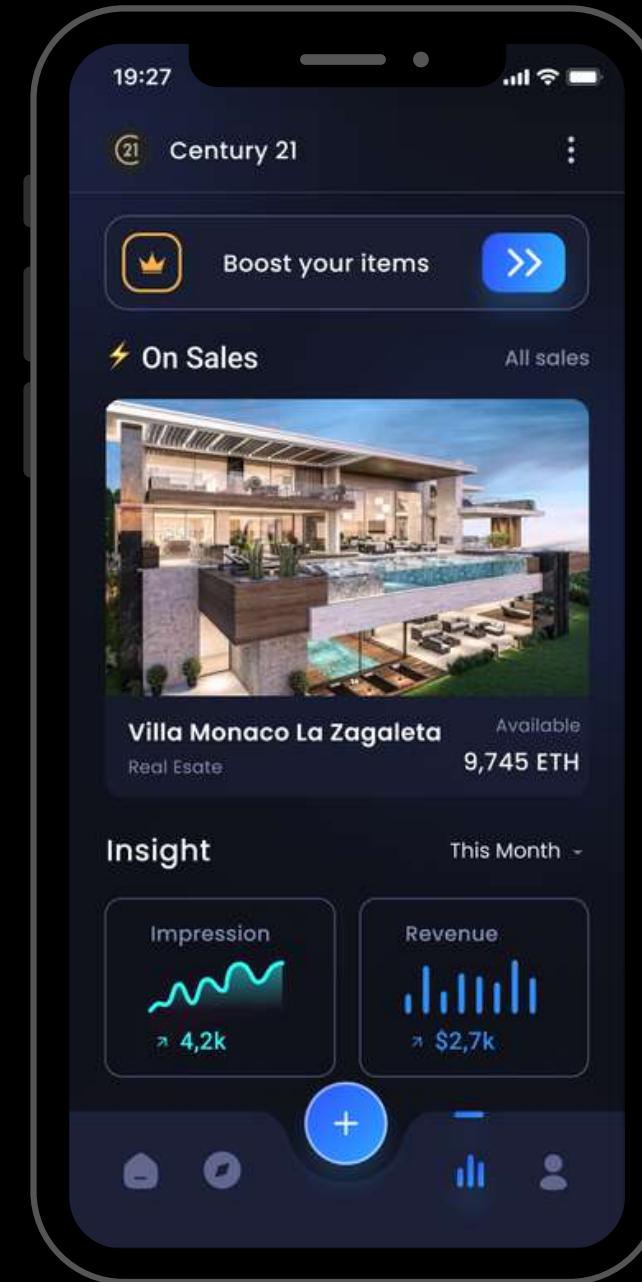 19:27
21 Century 21
Boost your items
On Sales All sales
Villa Monaco La Zagaleta Available
Real Esate 9,745 ETH
Insight This Month
Impression Revenue
4,2k $2,7k